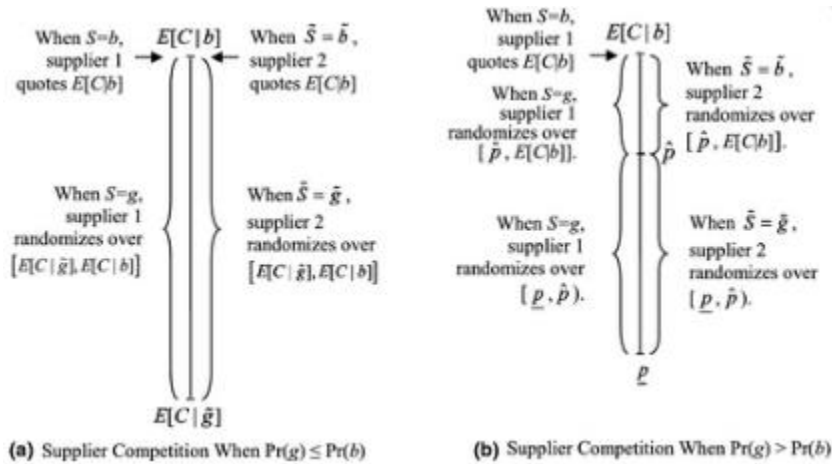 When S=b,
supplier 1
quotes E[C|b]
E[C|b]
When S̃=b̃,
supplier 2
quotes E[C|b]
When S=g,
supplier 1
randomizes over
[E[C|g̃],E[C|b]]
When S̃=g̃,
supplier 2
randomizes over
[E[C|g̃],E[C|b]]
E[C|g̃]
(a) Supplier Competition When Pr(g) ≤ Pr(b)
E[C|b]
When S=b,
supplier 1
quotes E[C|b]
When S=g,
supplier 1
randomizes over
[p̂, E[C|b]].
When S̃=b̃,
supplier 2
randomizes over
[p̂, E[C|b]].
p̂
When S=g,
supplier 1
randomizes over
[p̲, p̂).
When S̃=g̃,
supplier 2
randomizes over
[p̲, p̂).
p̲
(b) Supplier Competition When Pr(g) > Pr(b)